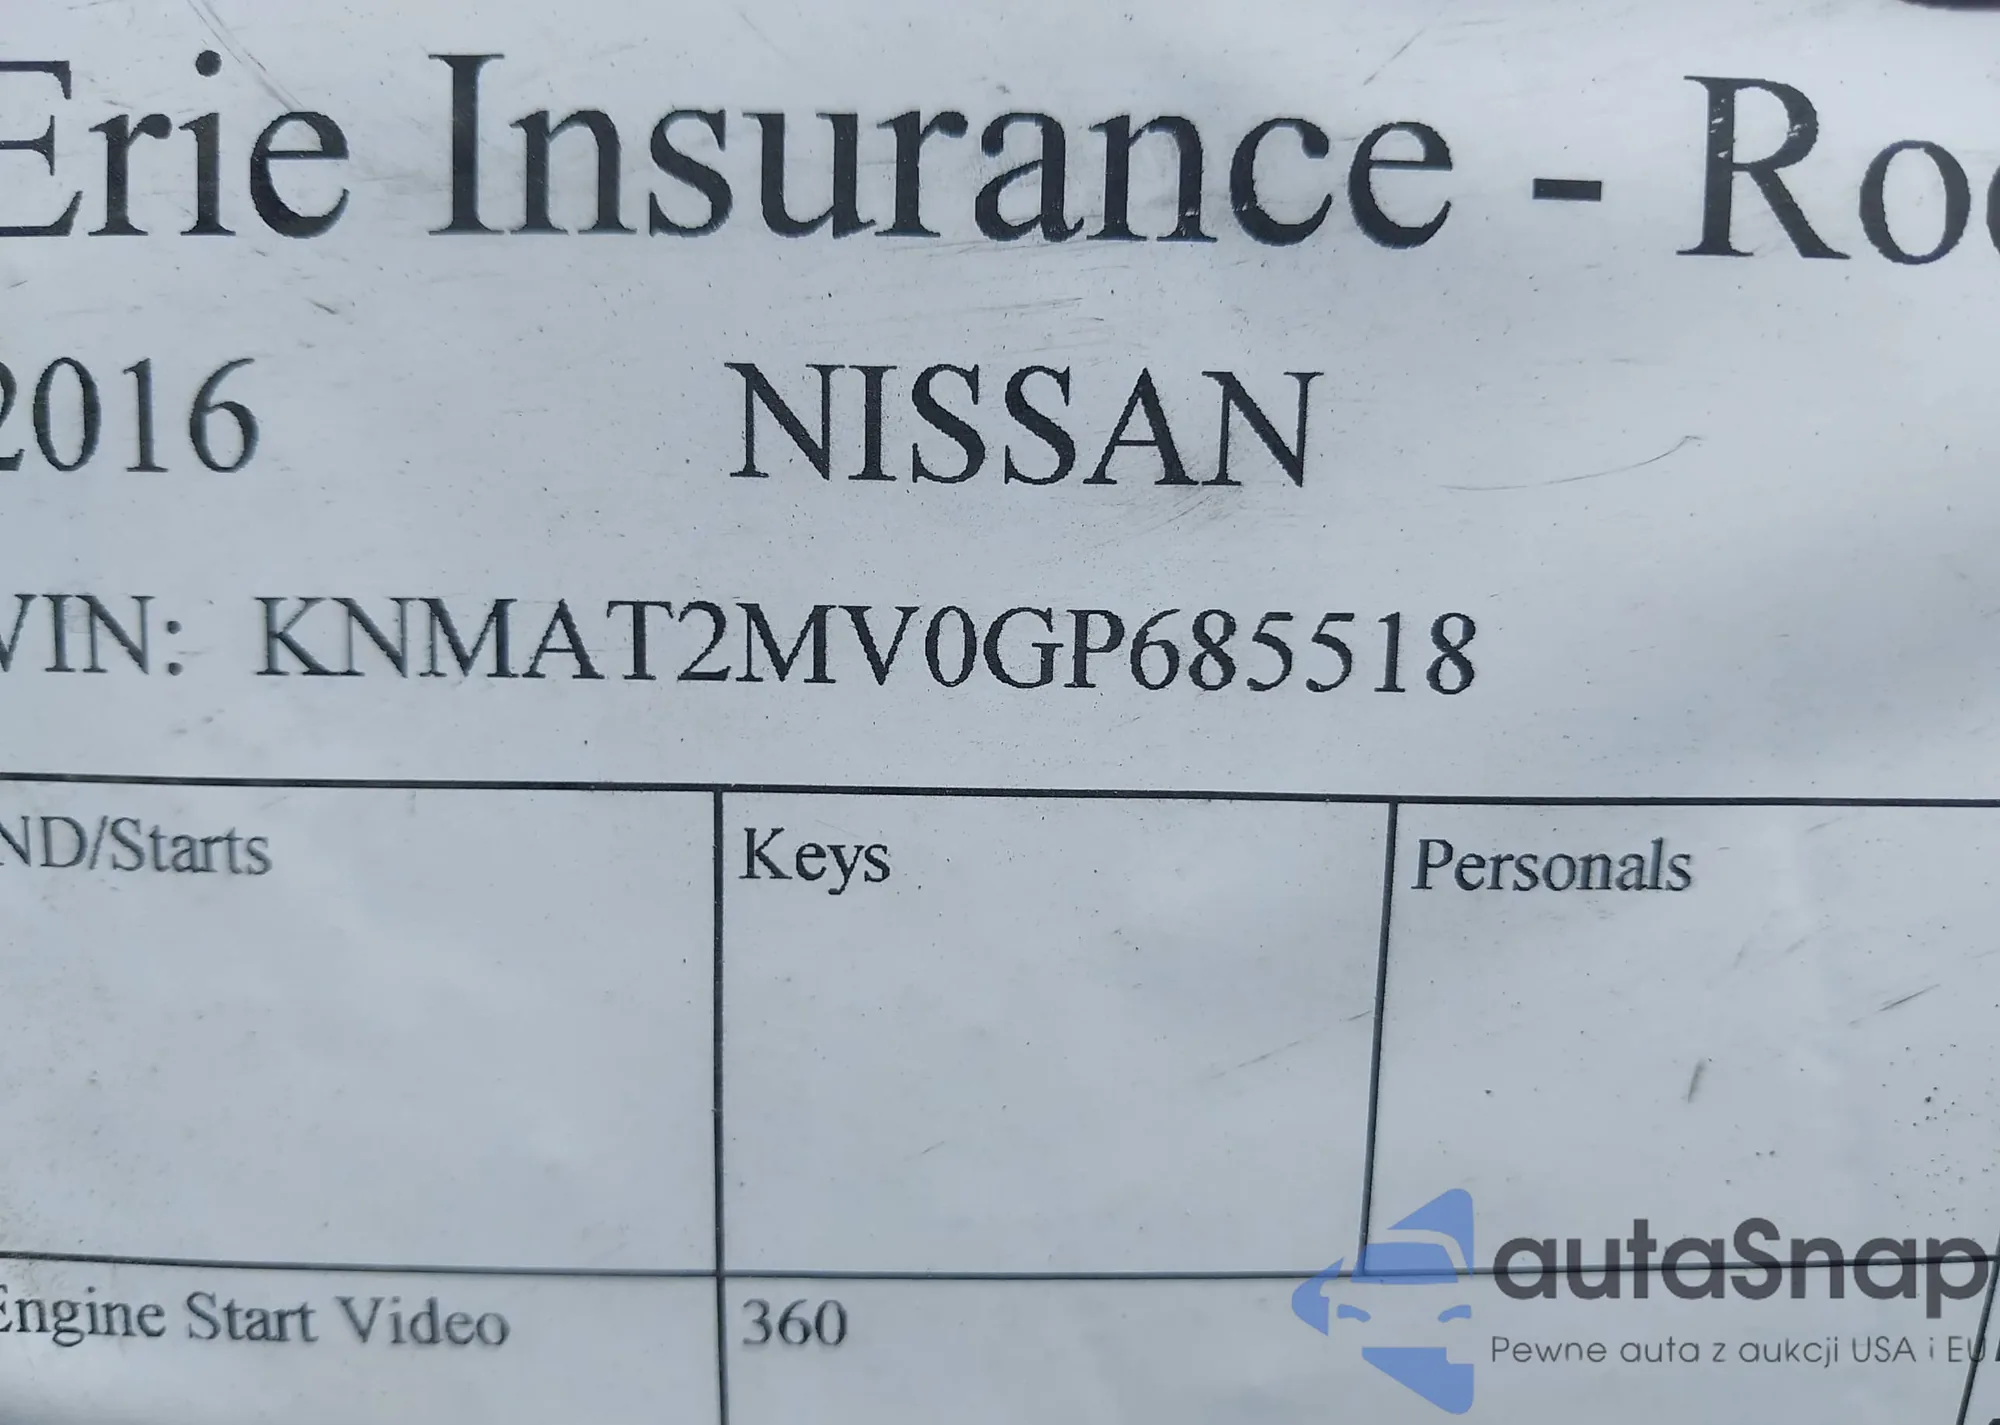 Erie Insurance - Ro
2016 NISSAN
VIN: KNMAT2MV0GP685518
ND/Starts Keys Personals
Engine Start Video 360
autaSnap
Pewne auta z aukcji USA i EU